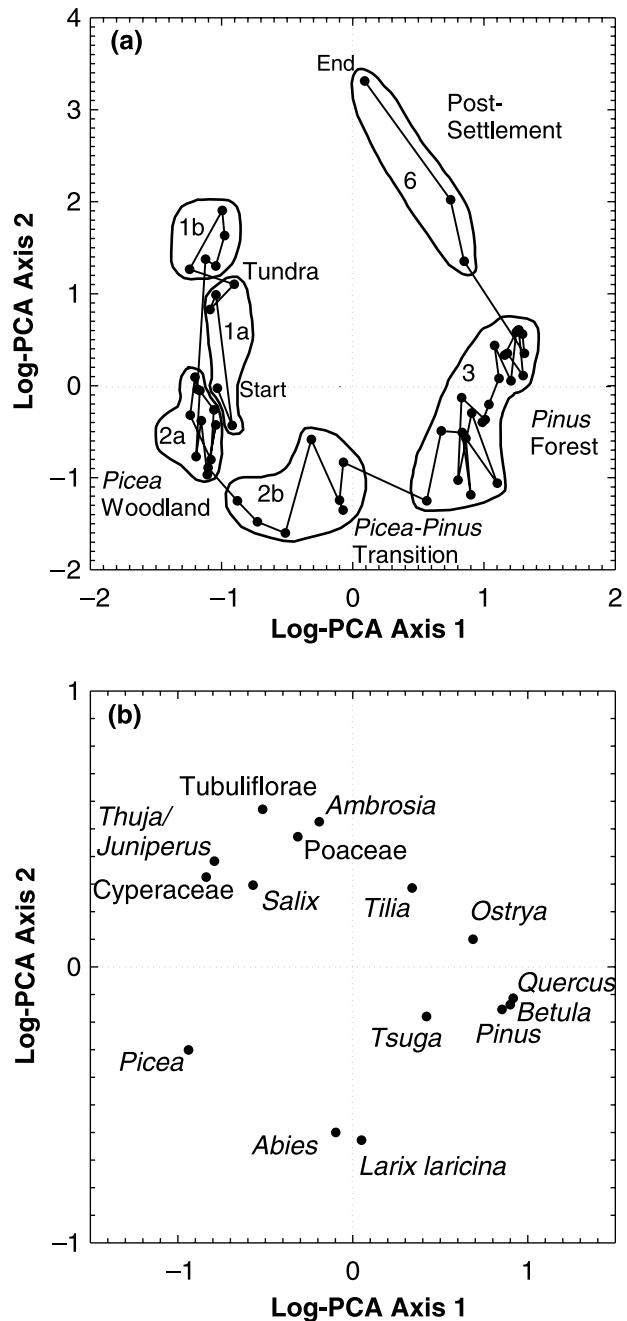 (a)
4
3
2
1
0
−1
−2
−2
−1
0
1
2
Log-PCA Axis 2
Log-PCA Axis 1
End
Post-
Settlement
6
1b
Tundra
1a
Start
3
Pinus
Forest
2a
Picea
Woodland
2b
Picea-Pinus
Transition
(b)
1
0
−1
−1
0
1
Log-PCA Axis 2
Log-PCA Axis 1
Tubuliflorae
Ambrosia
Thuja/
Juniperus
Poaceae
Cyperaceae
Salix
Tilia
Ostrya
Quercus
Betula
Pinus
Tsuga
Picea
Abies
Larix laricina